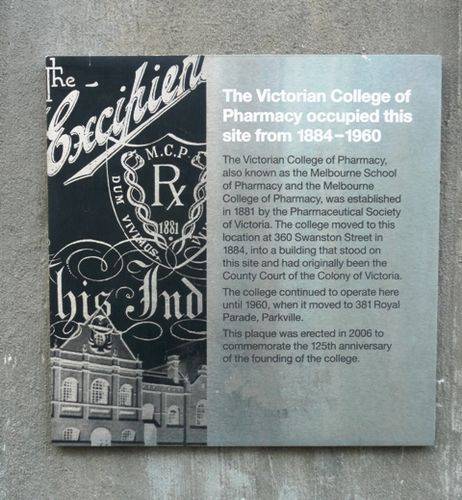 The
Excipient
M.C.P.
Rx
1881
DUM VIVIMUS
his Ind
The Victorian College of
Pharmacy occupied this
site from 1884–1960
The Victorian College of Pharmacy,
also known as the Melbourne School
of Pharmacy and the Melbourne
College of Pharmacy, was established
in 1881 by the Pharmaceutical Society
of Victoria. The college moved to this
location at 360 Swanston Street in
1884, into a building that stood on
this site and had originally been the
County Court of the Colony of Victoria.
The college continued to operate here
until 1960, when it moved to 381 Royal
Parade, Parkville.
This plaque was erected in 2006 to
commemorate the 125th anniversary
of the founding of the college.